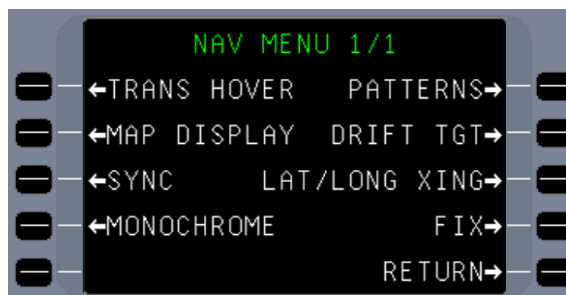 NAV MENU 1/1
←TRANS HOVER PATTERNS→
←MAP DISPLAY DRIFT TGT→
←SYNC LAT/LONG XING→
←MONOCHROME FIX→
RETURN→